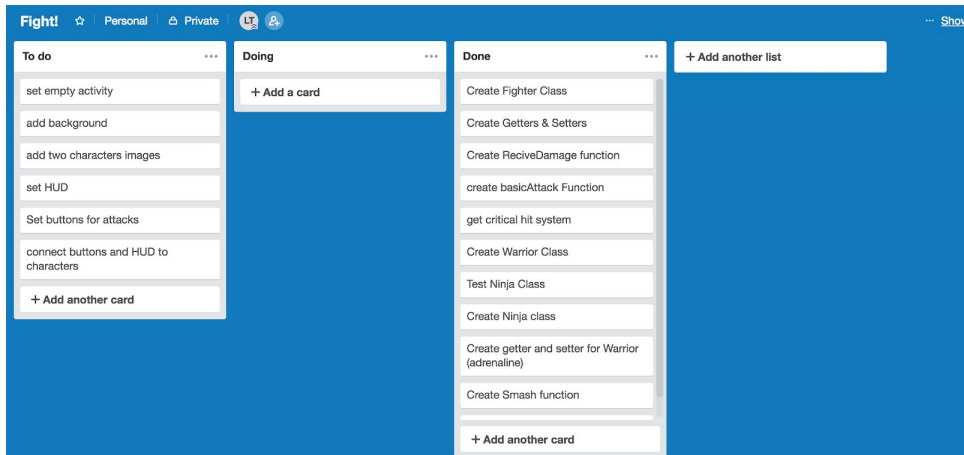 Fight!
Personal
Private
LT
... Show
To do
...
set empty activity
add background
add two characters images
set HUD
Set buttons for attacks
connect buttons and HUD to
characters
+ Add another card
Doing
...
+ Add a card
Done
...
Create Fighter Class
Create Getters & Setters
Create ReciveDamage function
create basicAttack Function
get critical hit system
Create Warrior Class
Test Ninja Class
Create Ninja class
Create getter and setter for Warrior
(adrenaline)
Create Smash function
+ Add another card
+ Add another list